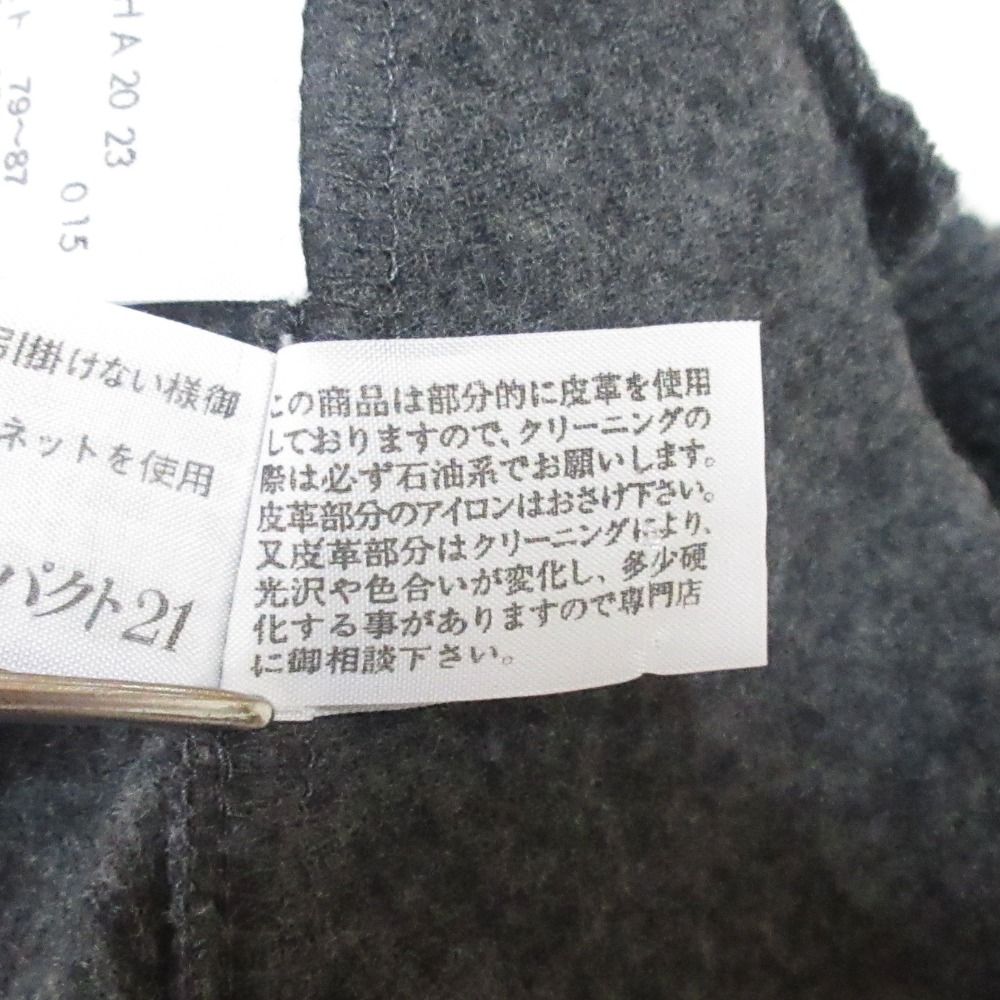 HA 20 23
ト 79～87
015
引掛けない様御
ネットを使用
パクト21
この商品は部分的に皮革を使用
しておりますので、クリーニングの
際は必ず石油系でお願いします。
皮革部分のアイロンはおさけ下さい。
又皮革部分はクリーニングにより、
光沢や色合いが変化し、多少硬
化する事がありますので専門店
に御相談下さい。